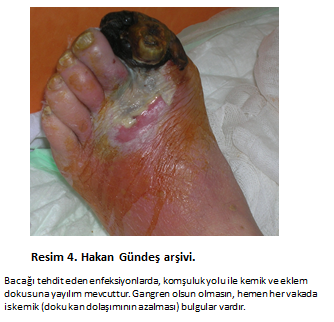 Resim 4. Hakan Gündeş arşivi.
Bacağı tehdit eden enfeksiyonlarda, komşuluk yolu ile kemik ve eklem
dokusuna yayılım mevcuttur. Gangren olsun olmasın, hemen her vakada
iskemik (doku kan dolaşımının azalması) bulgular vardır.